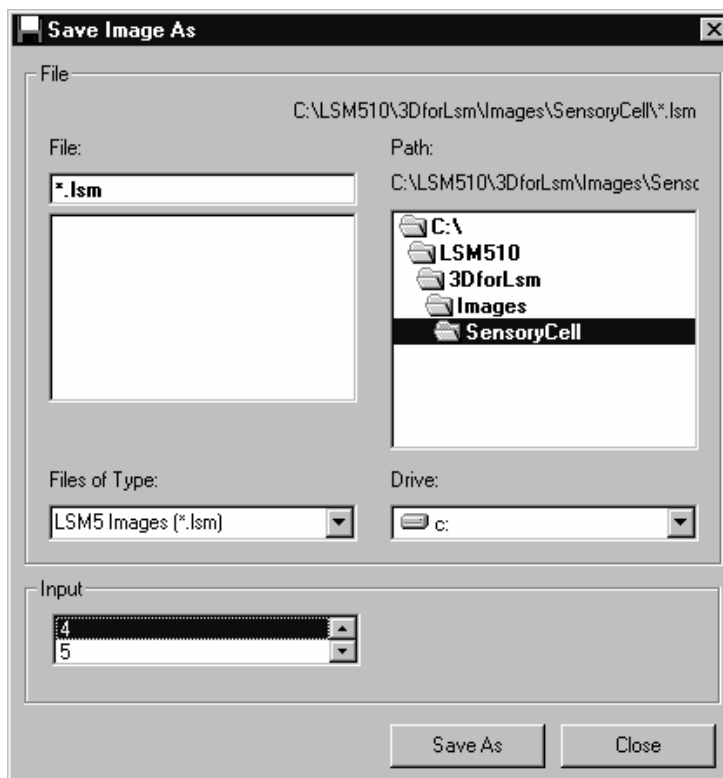 Save Image As
File
C:\LSM510\3DforLsm\Images\SensoryCell\*.lsm
File:
*.lsm
Path:
C:\LSM510\3DforLsm\Images\Senso
C:\
LSM510
3DforLsm
Images
SensoryCell
Files of Type:
LSM5 Images (*.lsm)
Drive:
c:
Input
4
5
Save As
Close